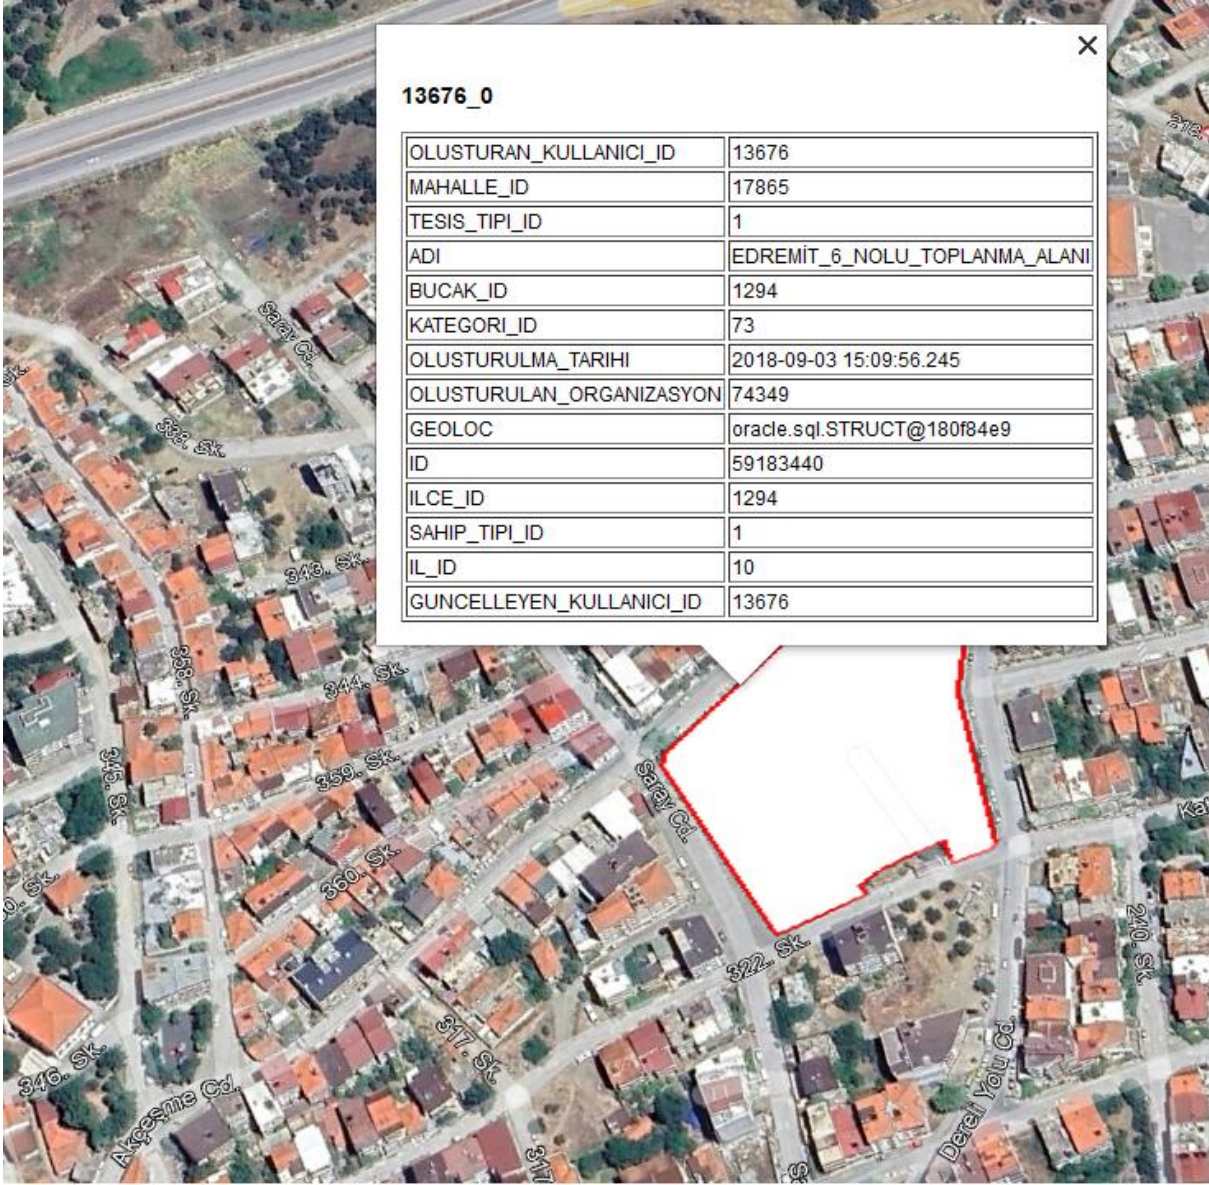 13676_0
OLUSTURAN_KULLANICI_ID 13676
MAHALLE_ID 17865
TESIS_TIPI_ID 1
ADI EDREMİT_6_NOLU_TOPLANMA_ALANI
BUCAK_ID 1294
KATEGORI_ID 73
OLUSTURULMA_TARIHI 2018-09-03 15:09:56.245
OLUSTURULAN_ORGANIZASYON 74349
GEOLOC oracle.sql.STRUCT@180f84e9
ID 59183440
ILCE_ID 1294
SAHIP_TIPI_ID 1
IL_ID 10
GUNCELLEYEN_KULLANICI_ID 13676
Saray Cd.
338. Sk.
343. Sk.
358. Sk.
344. Sk.
345. Sk.
359. Sk.
Saray Cd.
360. Sk.
322. Sk.
240. Sk.
317. Sk.
346. Sk.
Akçeşme Cd.
Dereli Yolu Cd.
317